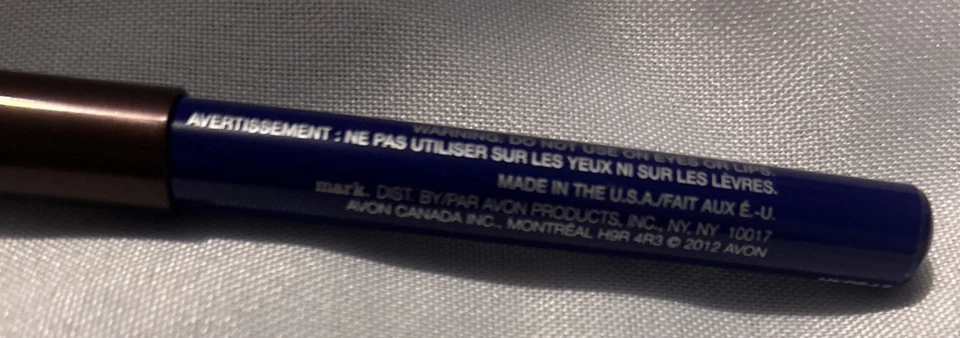 WARNING: DO NOT USE ON EYES OR LIPS.
AVERTISSEMENT : NE PAS UTILISER SUR LES YEUX NI SUR LES LÈVRES.
MADE IN THE U.S.A./FAIT AUX É.-U.
mark. DIST. BY/PAR AVON PRODUCTS, INC., NY, NY 10017
AVON CANADA INC., MONTRÉAL H9R 4R3 © 2012 AVON